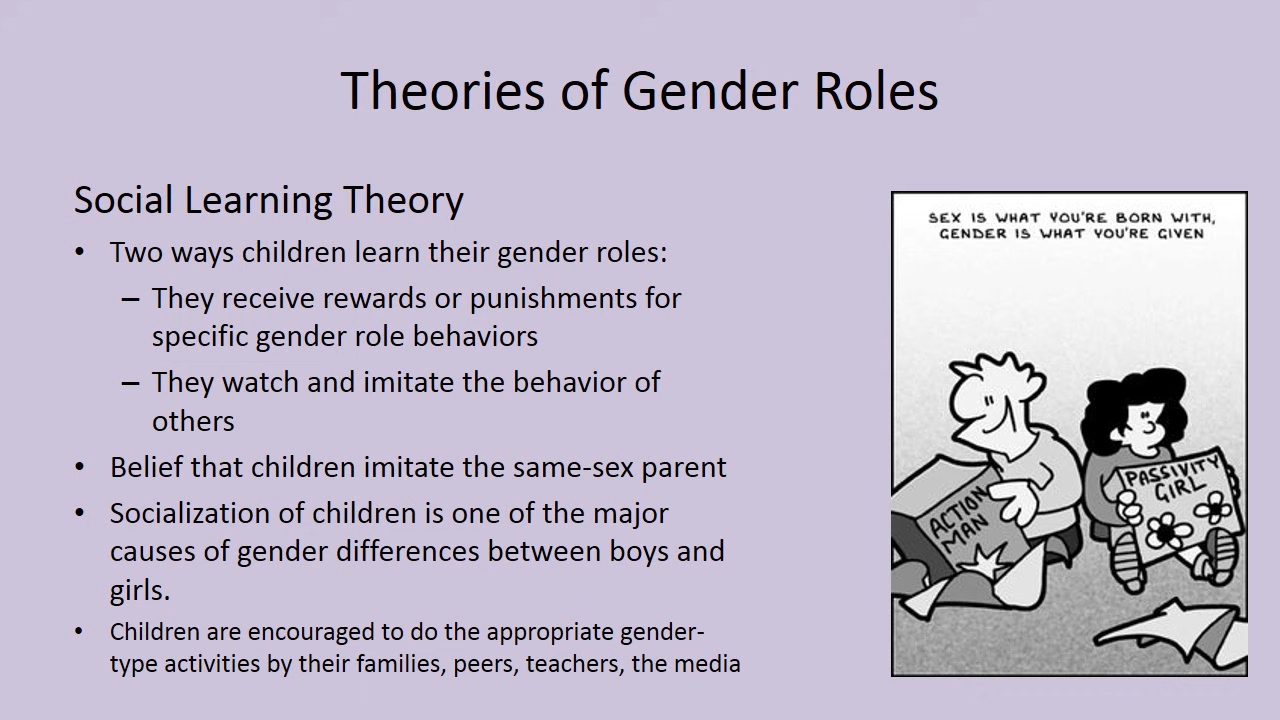 Theories of Gender Roles
Social Learning Theory
• Two ways children learn their gender roles:
– They receive rewards or punishments for
specific gender role behaviors
– They watch and imitate the behavior of
others
• Belief that children imitate the same-sex parent
• Socialization of children is one of the major
causes of gender differences between boys and
girls.
• Children are encouraged to do the appropriate gender-
type activities by their families, peers, teachers, the media
SEX IS WHAT YOU'RE BORN WITH,
GENDER IS WHAT YOU'RE GIVEN
ACTION
MAN
PASSIVITY
GIRL